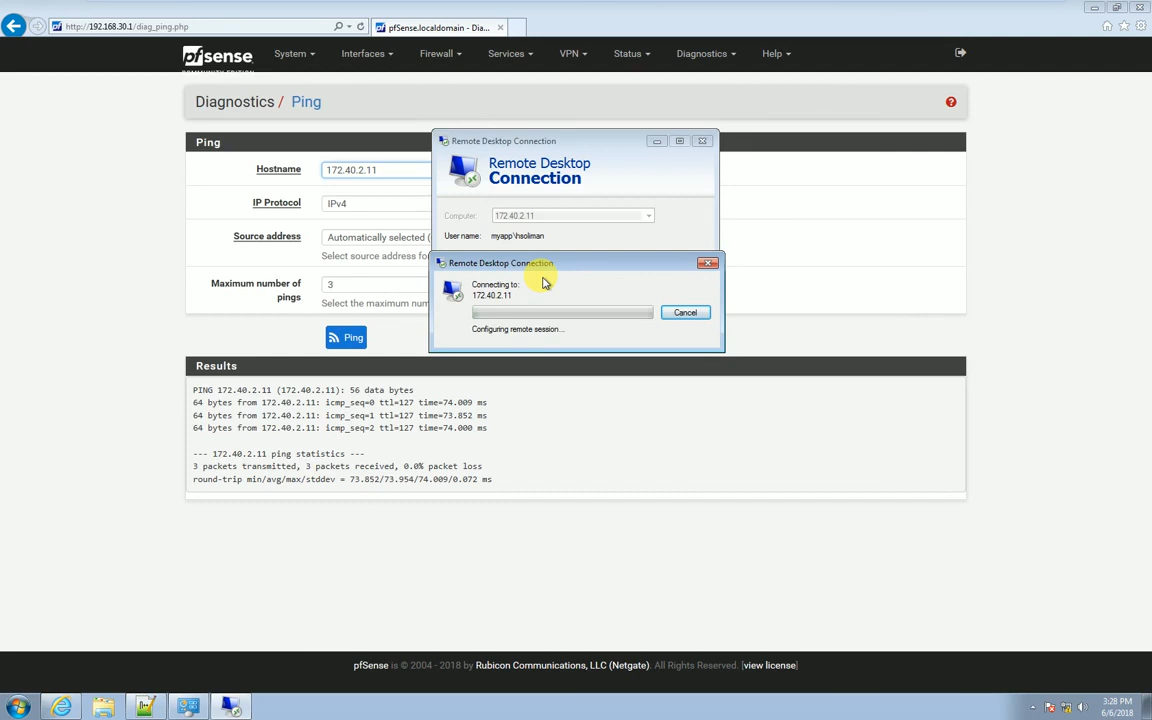 http://192.168.30.1/diag_ping.php
pfSense.localdomain - Dia...
pfsense
COMMUNITY EDITION
System
Interfaces
Firewall
Services
VPN
Status
Diagnostics
Help
Diagnostics / Ping
Ping
Hostname
172.40.2.11
IP Protocol
IPv4
Source address
Automatically selected (
Select source address fo
Maximum number of pings
3
Select the maximum num
Ping
Remote Desktop Connection
Remote Desktop
Connection
Computer:
172.40.2.11
User name:
myapp\hsoliman
Remote Desktop Connection
Connecting to:
172.40.2.11
Cancel
Configuring remote session...
Results
PING 172.40.2.11 (172.40.2.11): 56 data bytes
64 bytes from 172.40.2.11: icmp_seq=0 ttl=127 time=74.009 ms
64 bytes from 172.40.2.11: icmp_seq=1 ttl=127 time=73.852 ms
64 bytes from 172.40.2.11: icmp_seq=2 ttl=127 time=74.000 ms
--- 172.40.2.11 ping statistics ---
3 packets transmitted, 3 packets received, 0.0% packet loss
round-trip min/avg/max/stddev = 73.852/73.954/74.009/0.072 ms
pfSense is © 2004 - 2018 by Rubicon Communications, LLC (Netgate). All Rights Reserved. [view license]
3:28 PM
6/6/2018